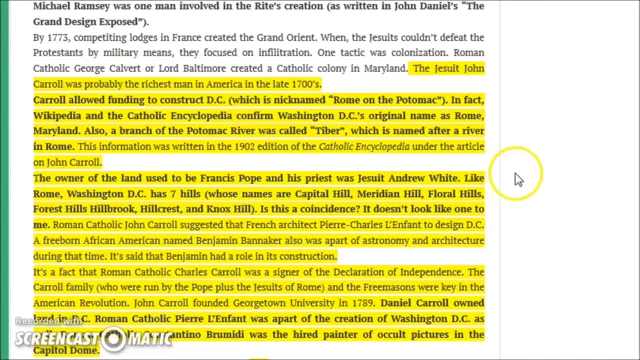 Michael Ramsey was one man involved in the Rite's creation (as written in John Daniel's "The
Grand Design Exposed").
By 1773, competing lodges in France created the Grand Orient. When, the Jesuits couldn't defeat the
Protestants by military means, they focused on infiltration. One tactic was colonization. Roman
Catholic George Calvert or Lord Baltimore created a Catholic colony in Maryland. The Jesuit John
Carroll was probably the richest man in America in the late 1700's.
Carroll allowed funding to construct D.C. (which is nicknamed "Rome on the Potomac"). In fact,
Wikipedia and the Catholic Encyclopedia confirm Washington D.C.'s original name as Rome,
Maryland. Also, a branch of the Potomac River was called "Tiber", which is named after a river
in Rome. This information was written in the 1902 edition of the Catholic Encyclopedia under the article
on John Carroll.
The owner of the land used to be Francis Pope and his priest was Jesuit Andrew White. Like
Rome, Washington D.C. has 7 hills (whose names are Capital Hill, Meridian Hill, Floral Hills,
Forest Hills Hillbrook, Hillcrest, and Knox Hill). Is this a coincidence? It doesn't look like one to
me. Roman Catholic John Carroll suggested that French architect Pierre-Charles L'Enfant to design D.C.
A freeborn African American named Benjamin Bannaker also was apart of astronomy and architecture
during that time. It's said that Benjamin had a role in its construction.
It's a fact that Roman Catholic Charles Carroll was a signer of the Declaration of Independence. The
Carroll family (who were run by the Pope plus the Jesuits of Rome) and the Freemasons were key in the
American Revolution. John Carroll founded Georgetown University in 1789. Daniel Carroll owned
land in D.C. Roman Catholic Pierre L'Enfant was apart of the creation of Washington D.C. as
Brumidi was the hired painter of occult pictures in the
Capitol Dome.
Recorded with
SCREENCAST-O-MATIC